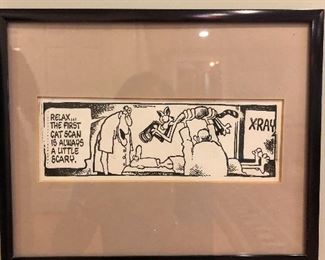 RELAX...
THE FIRST
CAT SCAN
IS ALWAYS
A LITTLE
SCARY.
XRAY